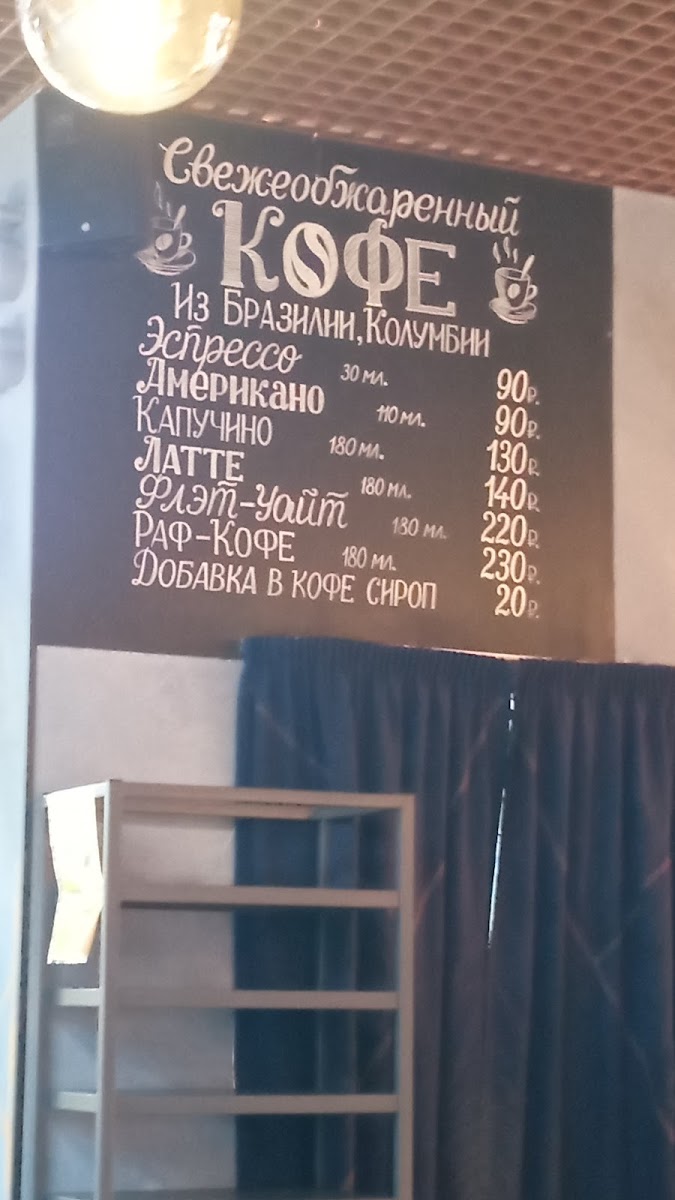 Свежеобжаренный
КОФЕ
Из Бразилии, Колумбии
Эспрессо 30 мл. 90р.
Американо 110 мл. 90р.
Капучино 180 мл. 130р.
Латте 180 мл. 140р.
Флэт-Уайт 180 мл. 220р.
Раф-Кофе 180 мл. 230р.
Добавка в кофе сироп 20р.